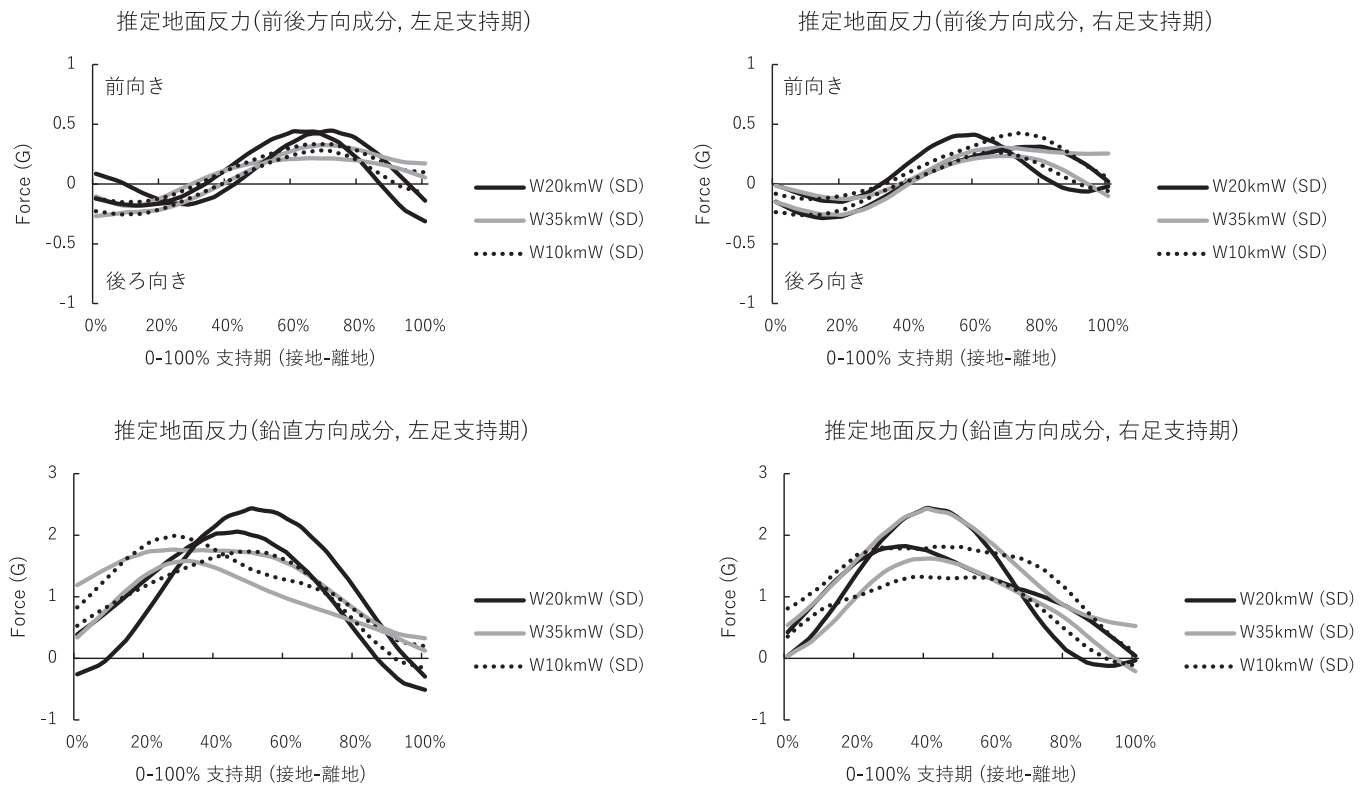 推定地面反力(前後方向成分, 左足支持期)
1
前向き
0.5
0
-0.5
後ろ向き
-1
Force (G)
0% 20% 40% 60% 80% 100%
0-100% 支持期 (接地-離地)
W20kmW (SD)
W35kmW (SD)
W10kmW (SD)
推定地面反力(前後方向成分, 右足支持期)
1
前向き
0.5
0
-0.5
後ろ向き
-1
Force (G)
0% 20% 40% 60% 80% 100%
0-100% 支持期 (接地-離地)
W20kmW (SD)
W35kmW (SD)
W10kmW (SD)
推定地面反力(鉛直方向成分, 左足支持期)
3
2
1
0
-1
Force (G)
0% 20% 40% 60% 80% 100%
0-100% 支持期 (接地-離地)
W20kmW (SD)
W35kmW (SD)
W10kmW (SD)
推定地面反力(鉛直方向成分, 右足支持期)
3
2
1
0
-1
Force (G)
0% 20% 40% 60% 80% 100%
0-100% 支持期 (接地-離地)
W20kmW (SD)
W35kmW (SD)
W10kmW (SD)